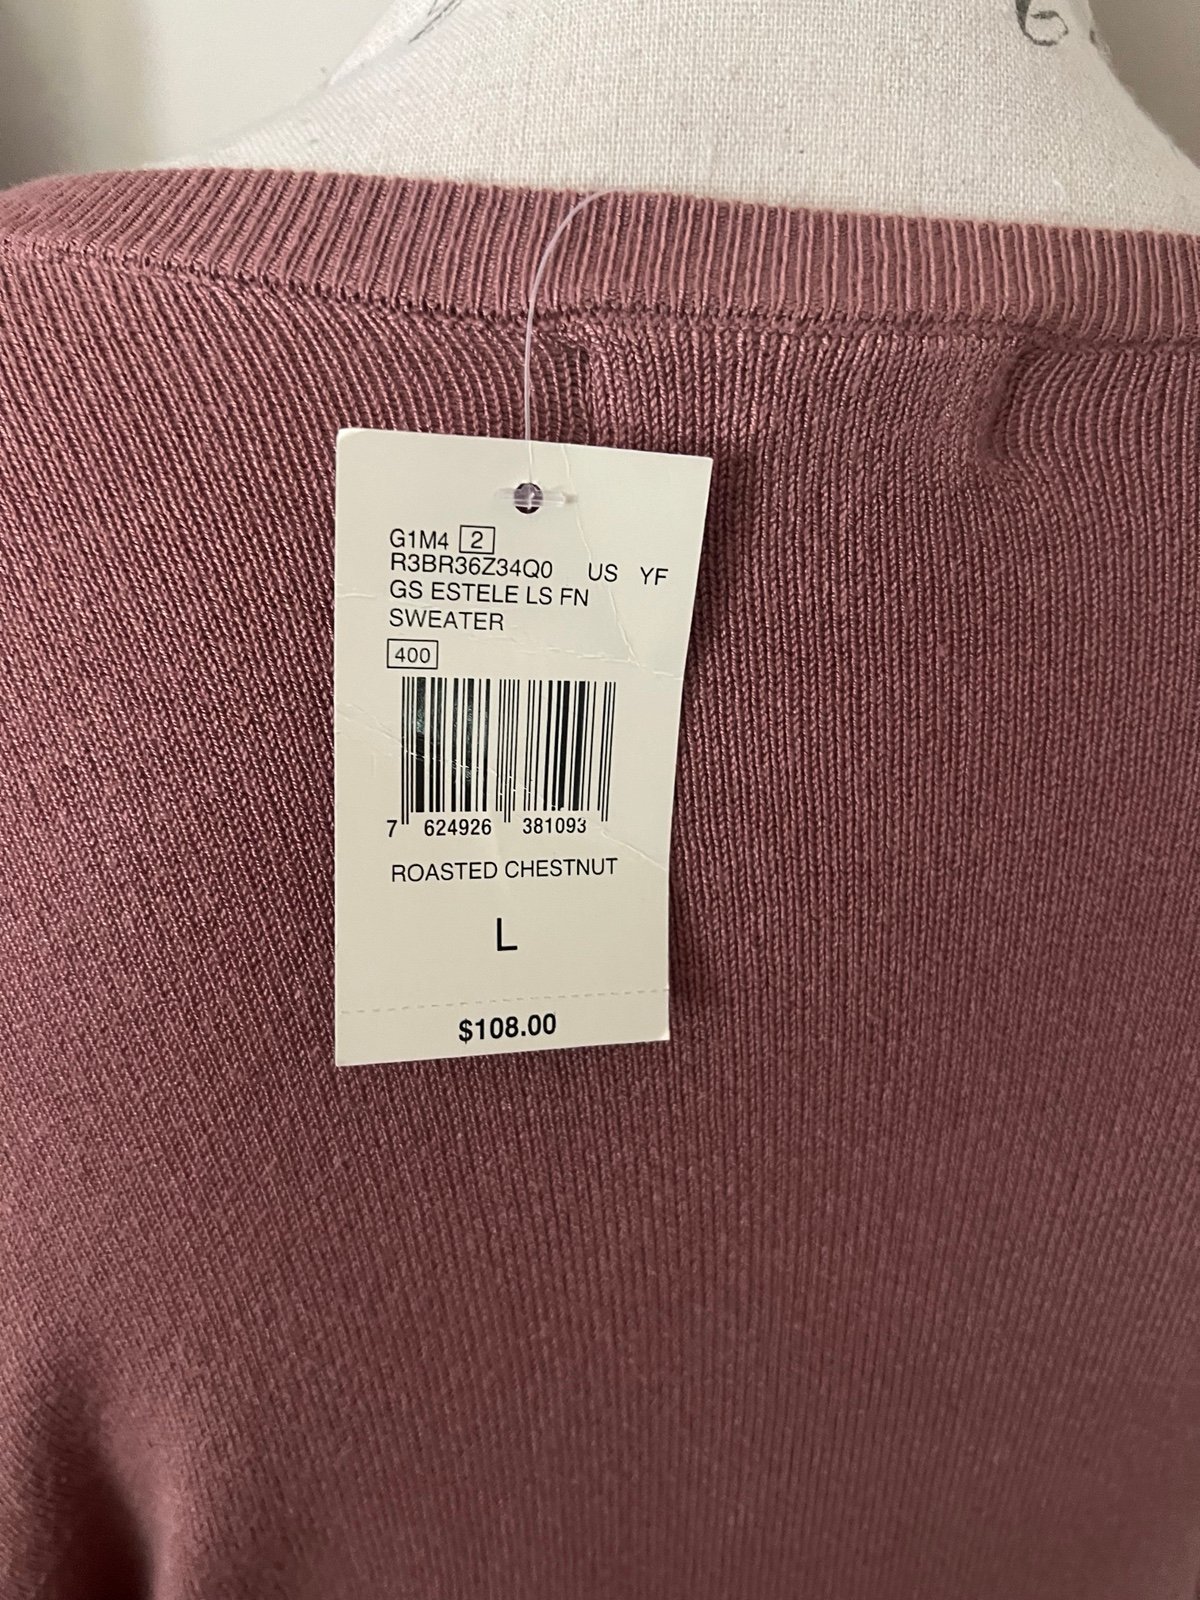 G1M4 2
R3BR36Z34Q0 US YF
GS ESTELE LS FN
SWEATER
400
7 624926 381093
ROASTED CHESTNUT
L
$108.00